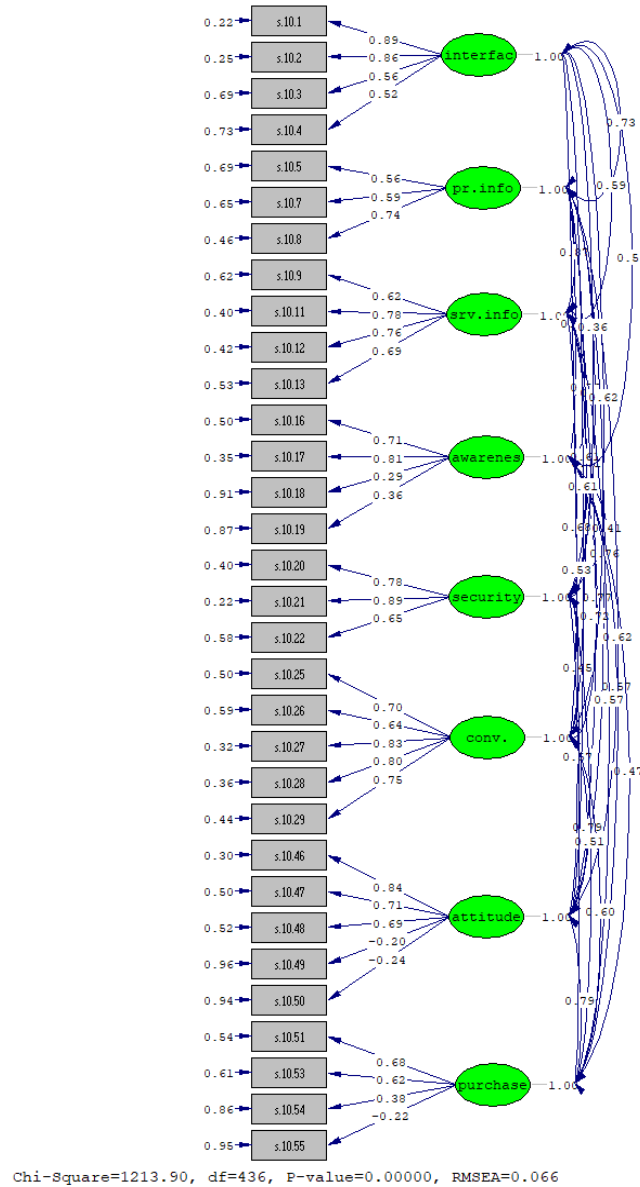 0.22 s.10.1 0.89
0.25 s.10.2 0.86 interfac 1.00
0.69 s.10.3 0.56
0.73 s.10.4 0.52
0.73
0.69 s.10.5 0.56
0.65 s.10.7 0.59 pr.info 1.00 0.59
0.46 s.10.8 0.74
0.62 s.10.9 0.62
0.40 s.10.11 0.78 srv.info 1.00 0.36
0.42 s.10.12 0.76
0.53 s.10.13 0.69
0.62
0.50 s.10.16 0.71
0.35 s.10.17 0.81 awarenes 1.00
0.91 s.10.18 0.29 0.61
0.87 s.10.19 0.36
0.40 s.10.20 0.78 0.76
0.53
0.22 s.10.21 0.89 security 1.00 0.77
0.58 s.10.22 0.65 0.62
0.50 s.10.25 0.70 0.57
0.59 s.10.26 0.64 0.57
0.32 s.10.27 0.83 conv. 1.00
0.36 s.10.28 0.80 0.47
0.44 s.10.29 0.75
0.79
0.30 s.10.46 0.84 0.51
0.50 s.10.47 0.71
0.52 s.10.48 0.69 attitude 1.00 0.60
0.96 s.10.49 -0.20
0.94 s.10.50 -0.24
0.79
0.54 s.10.51 0.68
0.61 s.10.53 0.62 purchase 1.00
0.86 s.10.54 0.38
0.95 s.10.55 -0.22
Chi-Square=1213.90, df=436, P-value=0.00000, RMSEA=0.066